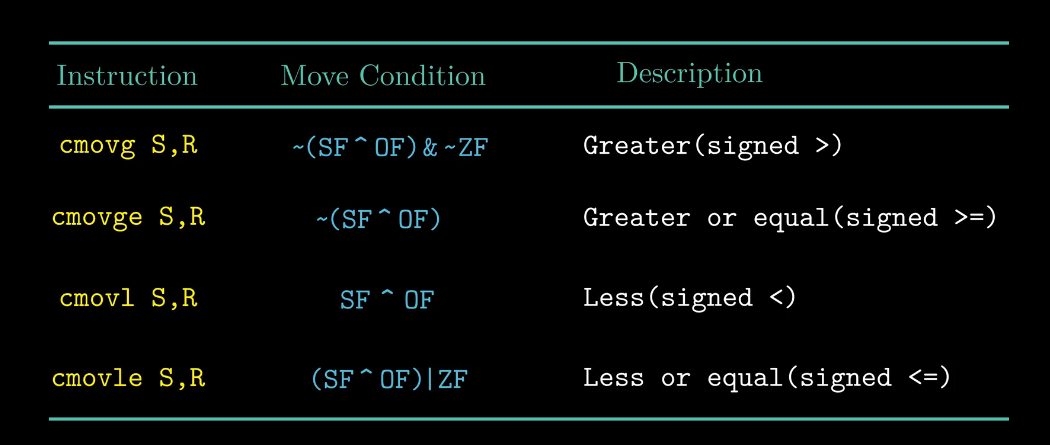 Instruction Move Condition Description
cmovg S,R ~(SF^OF)&~ZF Greater(signed >)
cmovge S,R ~(SF^OF) Greater or equal(signed >=)
cmovl S,R SF ^ OF Less(signed <)
cmovle S,R (SF^OF)|ZF Less or equal(signed <=)